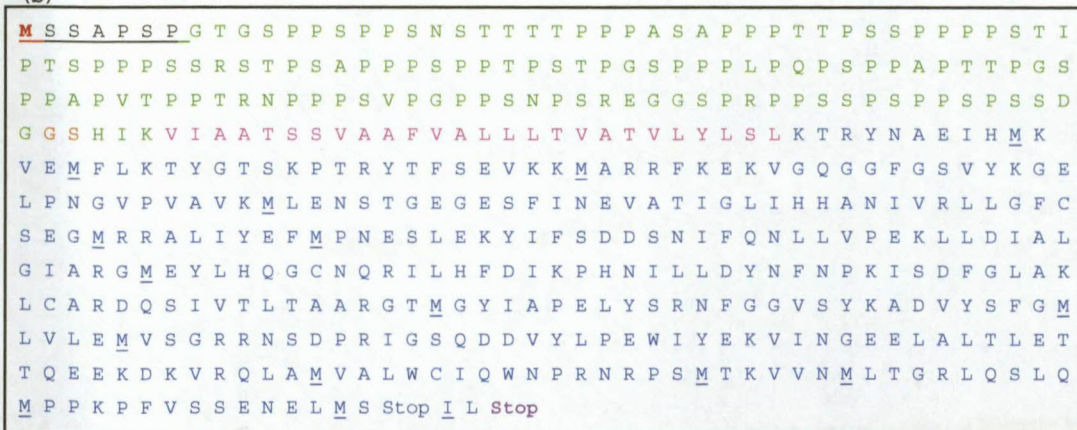 (b)
M S S A P S P G T G S P P S P P S N S T T T T P P P A S A P P P T T P S S P P P P S T I
P T S P P P S S R S T P S A P P P S P P T P S T P G S P P P L P Q P S P P A P T T P G S
P P A P V T P P T R N P P P S V P G P P S N P S R E G G S P R P P S S P S P P S P S S D
G G S H I K V I A A T S S V A A F V A L L L T V A T V L Y L S L K T R Y N A E I H M K
V E M F L K T Y G T S K P T R Y T F S E V K K M A R R F K E K V G Q G G F G S V Y K G E
L P N G V P V A V K M L E N S T G E G E S F I N E V A T I G L I H H A N I V R L L G F C
S E G M R R A L I Y E F M P N E S L E K Y I F S D D S N I F Q N L L V P E K L L D I A L
G I A R G M E Y L H Q G C N Q R I L H F D I K P H N I L L D Y N F N P K I S D F G L A K
L C A R D Q S I V T L T A A R G T M G Y I A P E L Y S R N F G G V S Y K A D V Y S F G M
L V L E M V S G R R N S D P R I G S Q D D V Y L P E W I Y E K V I N G E E L A L T L E T
T Q E E K D K V R Q L A M V A L W C I Q W N P R N R P S M T K V V N M L T G R L Q S L Q
M P P K P F V S S E N E L M S Stop I L Stop